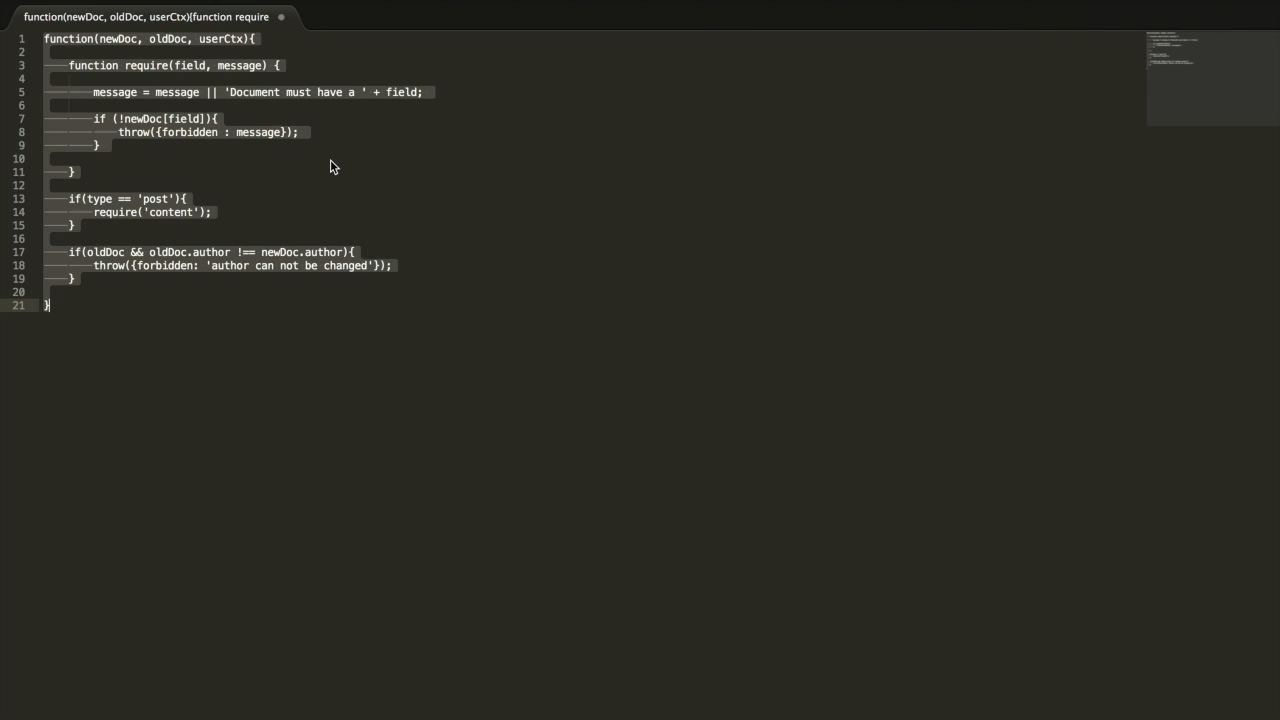 function(newDoc, oldDoc, userCtx){function require
1 function(newDoc, oldDoc, userCtx){
2
3 function require(field, message) {
4
5 message = message || 'Document must have a ' + field;
6
7 if (!newDoc[field]){
8 throw({forbidden : message});
9 }
10
11 }
12
13 if(type == 'post'){
14 require('content');
15 }
16
17 if(oldDoc && oldDoc.author !== newDoc.author){
18 throw({forbidden: 'author can not be changed'});
19 }
20
21 }